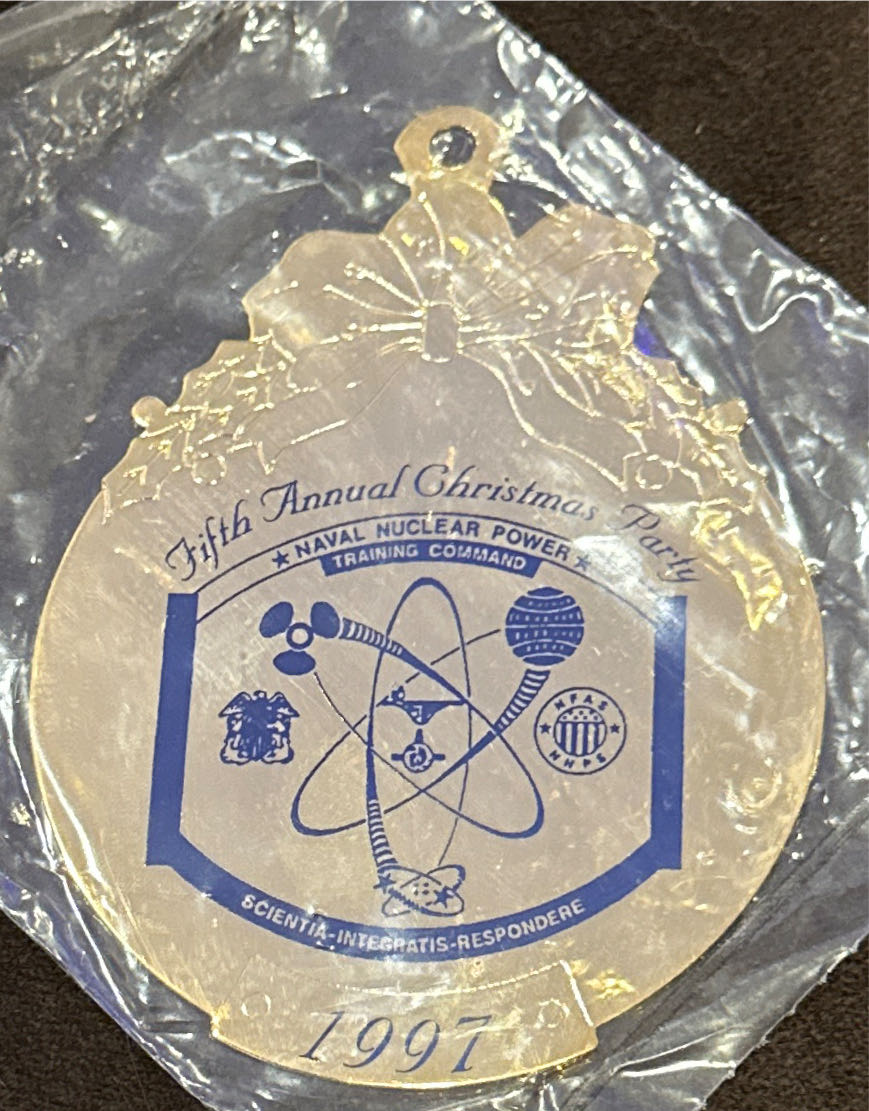 Fifth Annual Christmas Party
★ NAVAL NUCLEAR POWER ★
TRAINING COMMAND
NFAS
NNPS
SCIENTIA-INTEGRATIS-RESPONDERE
1997